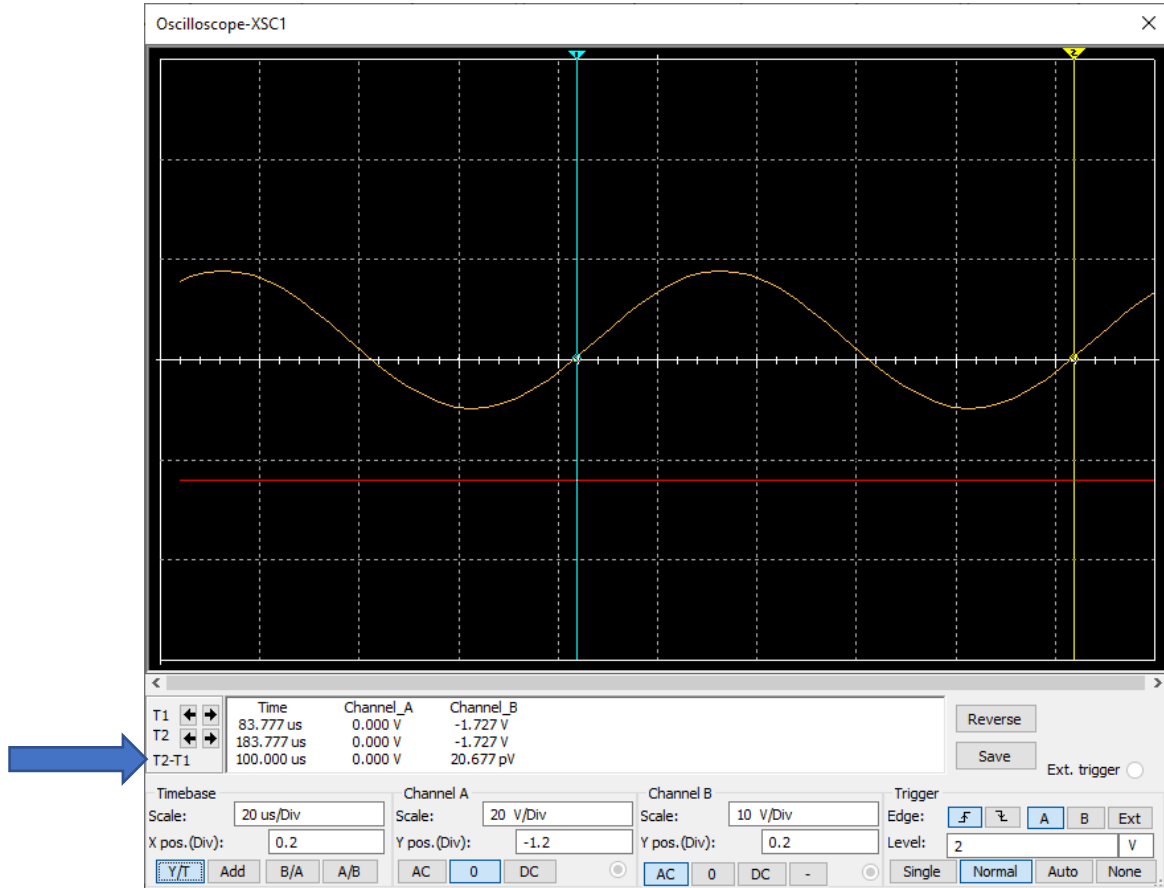 Oscilloscope-XSC1
1
2
T1
T2
T2-T1
Time Channel_A Channel_B
83.777 us 0.000 V -1.727 V
183.777 us 0.000 V -1.727 V
100.000 us 0.000 V 20.677 pV
Reverse
Save
Ext. trigger
Timebase
Scale: 20 us/Div
X pos.(Div): 0.2
Y/T Add B/A A/B
Channel A
Scale: 20 V/Div
Y pos.(Div): -1.2
AC 0 DC
Channel B
Scale: 10 V/Div
Y pos.(Div): 0.2
AC 0 DC -
Trigger
Edge: A B Ext
Level: 2 V
Single Normal Auto None